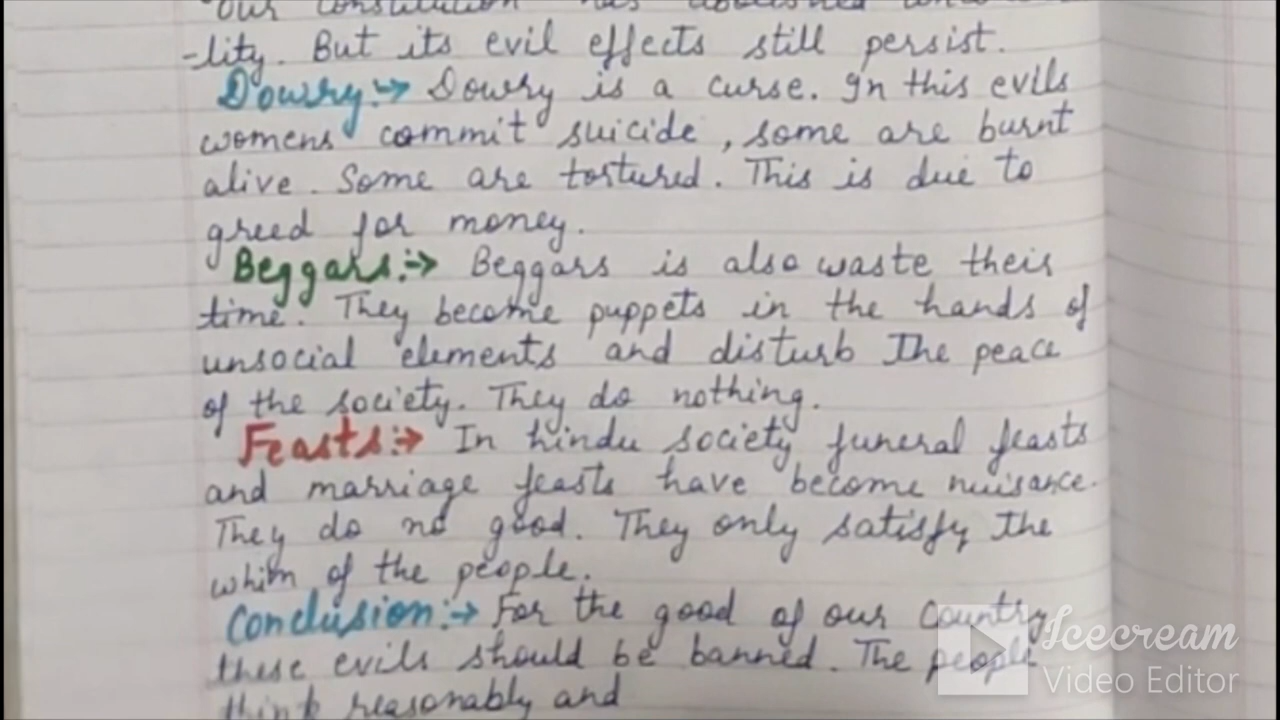 Our constitution has abolished
-lity. But its evil effects still persist.
Dowry:→ Dowry is a curse. In this evils
womens commit suicide, some are burnt
alive. Some are tortured. This is due to
greed for money.
Beggars:→ Beggars is also waste their
time. They become puppets in the hands of
unsocial elements and disturb The peace
of the society. They do nothing.
Feasts:→ In hindu society funeral feasts
and marriage feasts have become nuisance.
They do no good. They only satisfy The
whim of the people.
Conclusion:→ For the good of our Country
these evils should be banned. The people
think reasonably and
Icecream
Video Editor